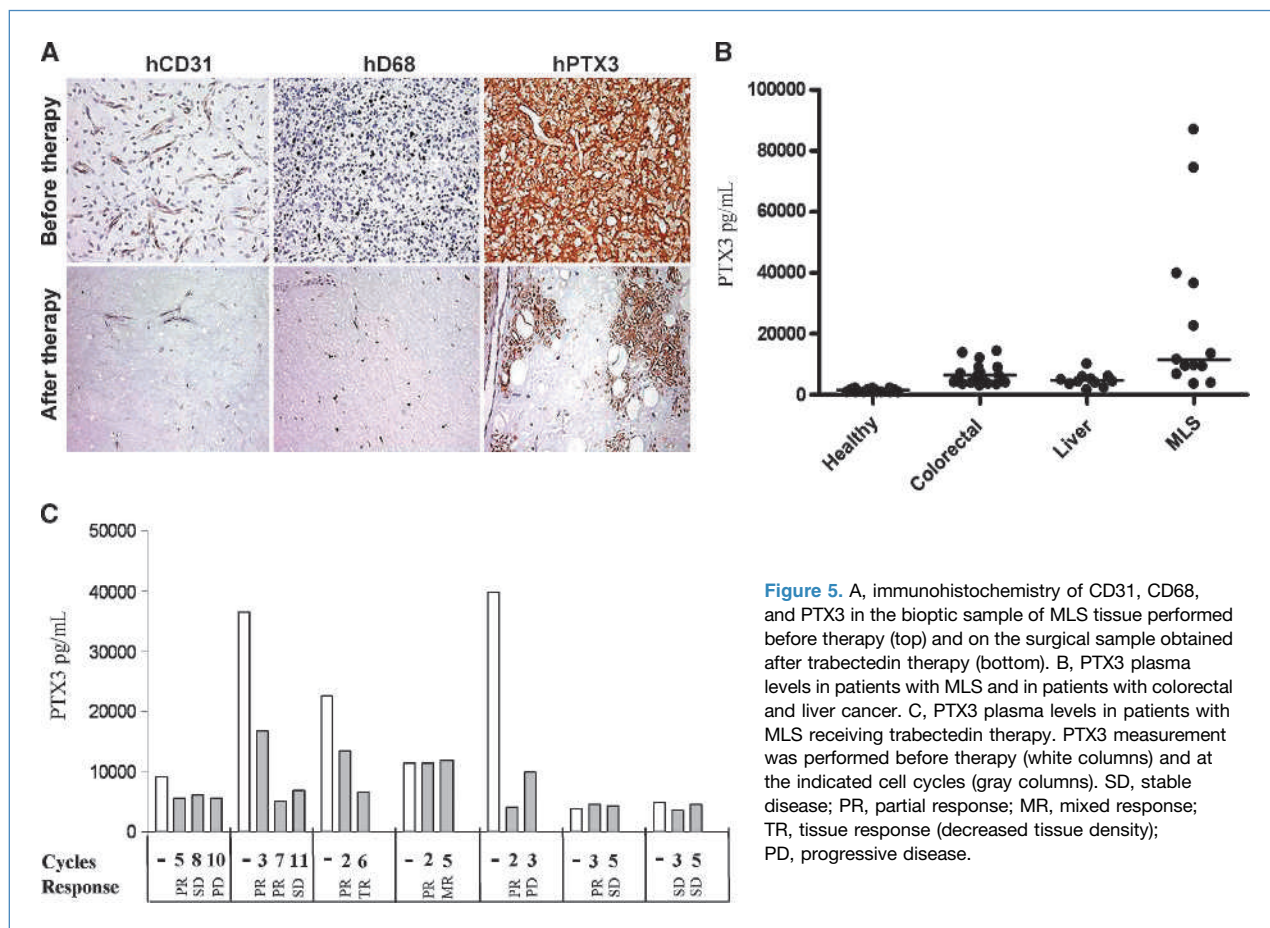 A
hCD31 hD68 hPTX3
Before therapy
After therapy
B
PTX3 pg/mL
100000
80000
60000
40000
20000
0
Healthy Colorectal Liver MLS
C
PTX3 pg/mL
50000
40000
30000
20000
10000
0
Cycles - 5 8 10 - 3 7 11 - 2 6 - 2 5 - 2 3 - 3 5 - 3 5
Response PR SD PD PR PR SD PR TR PR MR PR PD PR SD SD SD
Figure 5. A, immunohistochemistry of CD31, CD68,
and PTX3 in the bioptic sample of MLS tissue performed
before therapy (top) and on the surgical sample obtained
after trabectedin therapy (bottom). B, PTX3 plasma
levels in patients with MLS and in patients with colorectal
and liver cancer. C, PTX3 plasma levels in patients with
MLS receiving trabectedin therapy. PTX3 measurement
was performed before therapy (white columns) and at
the indicated cell cycles (gray columns). SD, stable
disease; PR, partial response; MR, mixed response;
TR, tissue response (decreased tissue density);
PD, progressive disease.